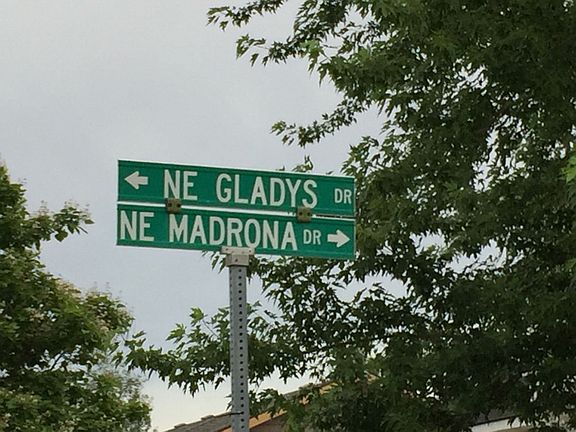 ← NE GLADYS DR
NE MADRONA DR →